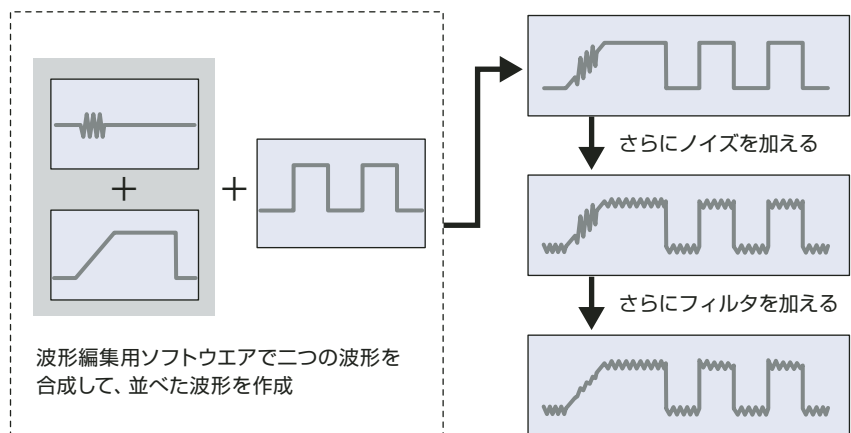 さらにノイズを加える
さらにフィルタを加える
波形編集用ソフトウエアで二つの波形を
合成して、並べた波形を作成